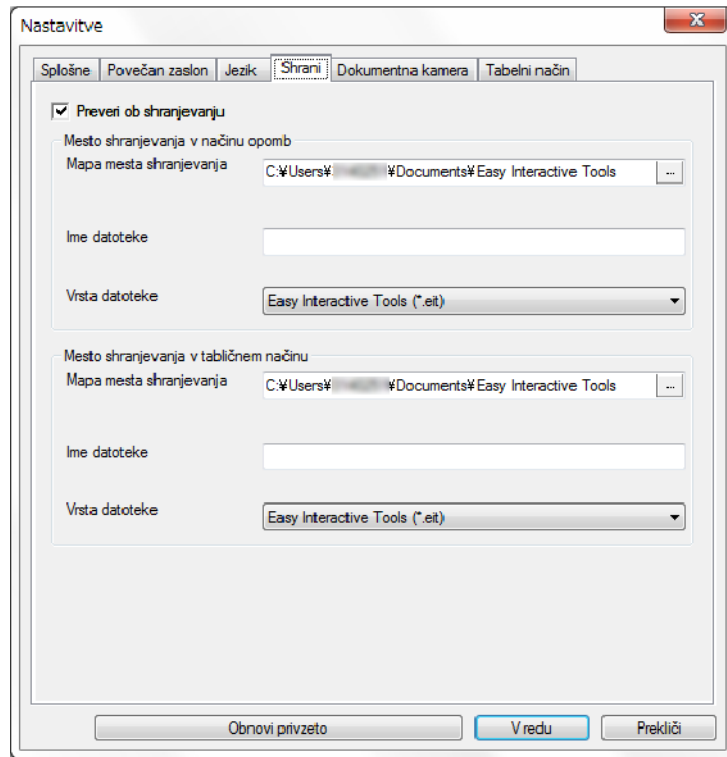 Nastavitve
Splošne Povečan zaslon Jezik Shrani Dokumentna kamera Tabelni način
Preveri ob shranjevanju
Mesto shranjevanja v načinu opomb
Mapa mesta shranjevanja C:¥Users¥ ¥Documents¥Easy Interactive Tools ...
Ime datoteke
Vrsta datoteke Easy Interactive Tools (*.eit)
Mesto shranjevanja v tabličnem načinu
Mapa mesta shranjevanja C:¥Users¥ ¥Documents¥Easy Interactive Tools ...
Ime datoteke
Vrsta datoteke Easy Interactive Tools (*.eit)
Obnovi privzeto V redu Prekliči